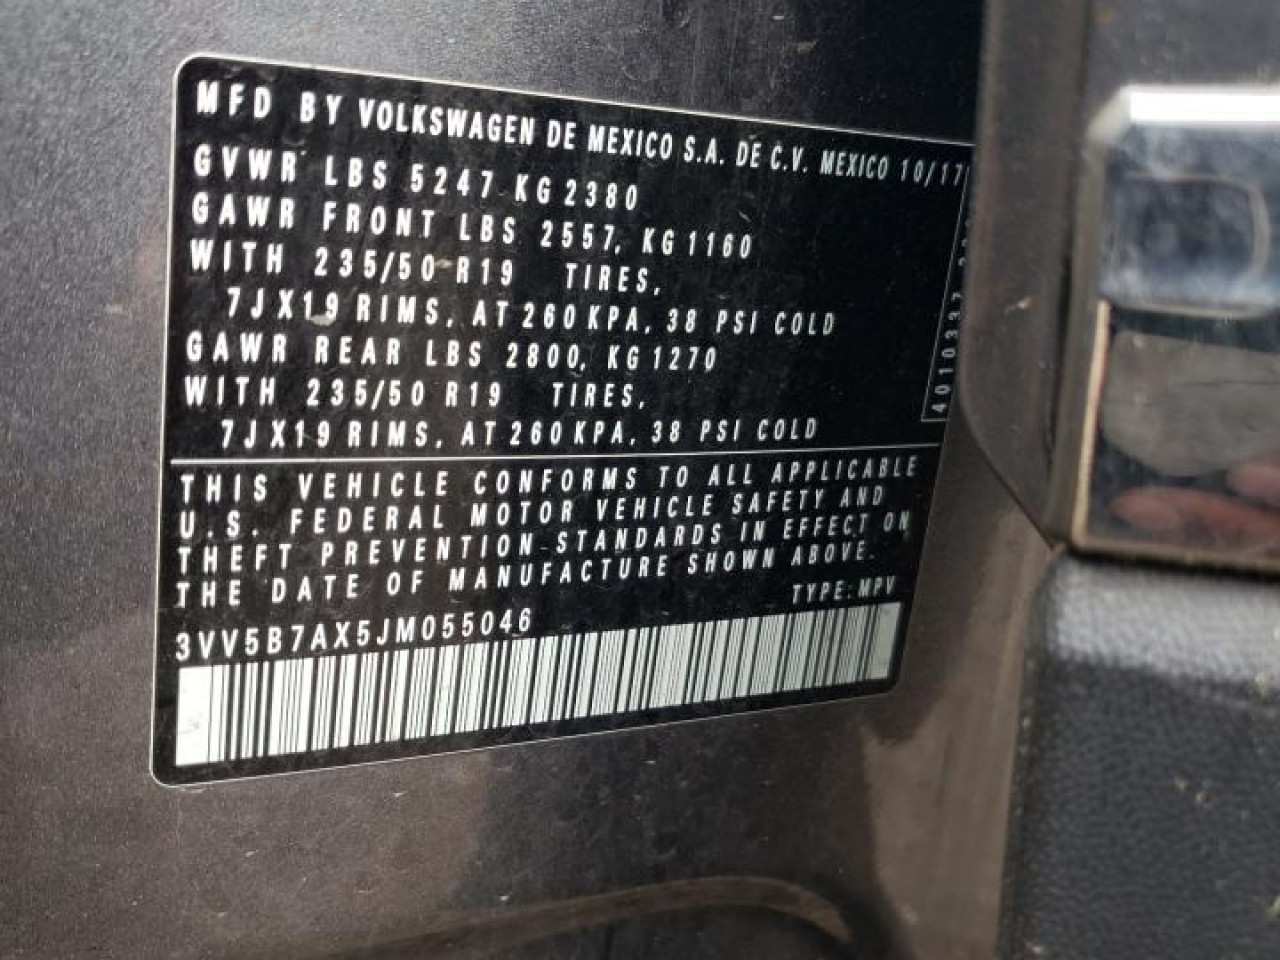 MFD BY VOLKSWAGEN DE MEXICO S.A. DE C.V. MEXICO 10/17
GVWR LBS 5247 KG 2380
GAWR FRONT LBS 2557, KG 1160
WITH 235/50 R19 TIRES,
7JX19 RIMS, AT 260 KPA, 38 PSI COLD
GAWR REAR LBS 2800, KG 1270
WITH 235/50 R19 TIRES,
7JX19 RIMS, AT 260 KPA, 38 PSI COLD
THIS VEHICLE CONFORMS TO ALL APPLICABLE
U.S. FEDERAL MOTOR VEHICLE SAFETY AND
THEFT PREVENTION STANDARDS IN EFFECT ON
THE DATE OF MANUFACTURE SHOWN ABOVE.
TYPE: MPV
3VV5B7AX5JM055046